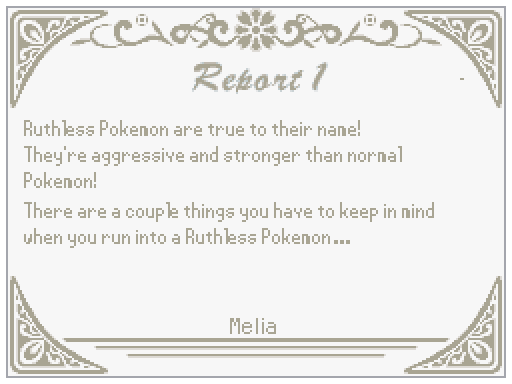 Report 1
Ruthless Pokemon are true to their name!
They're aggressive and stronger than normal
Pokemon!
There are a couple things you have to keep in mind
when you run into a Ruthless Pokemon...
Melia